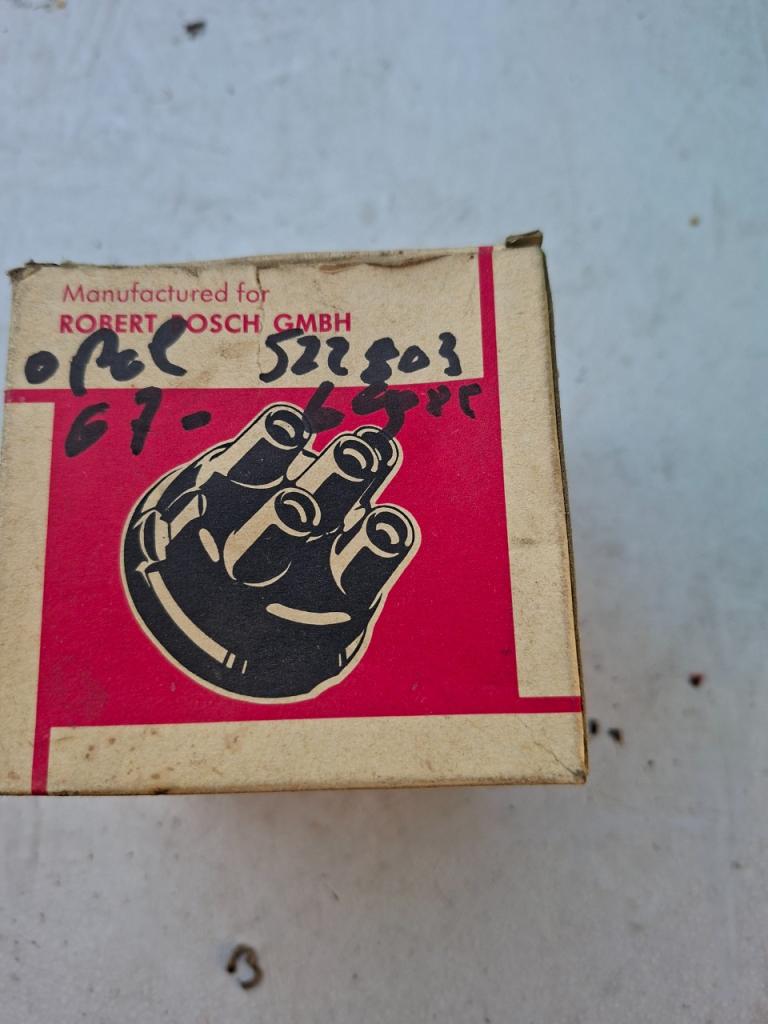 Manufactured for
ROBERT BOSCH GMBH
opel 522803
67-